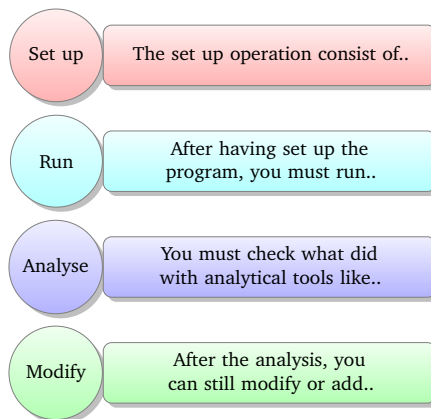 Set up
The set up operation consist of..
Run
After having set up the
program, you must run..
Analyse
You must check what did
with analytical tools like..
Modify
After the analysis, you
can still modify or add..